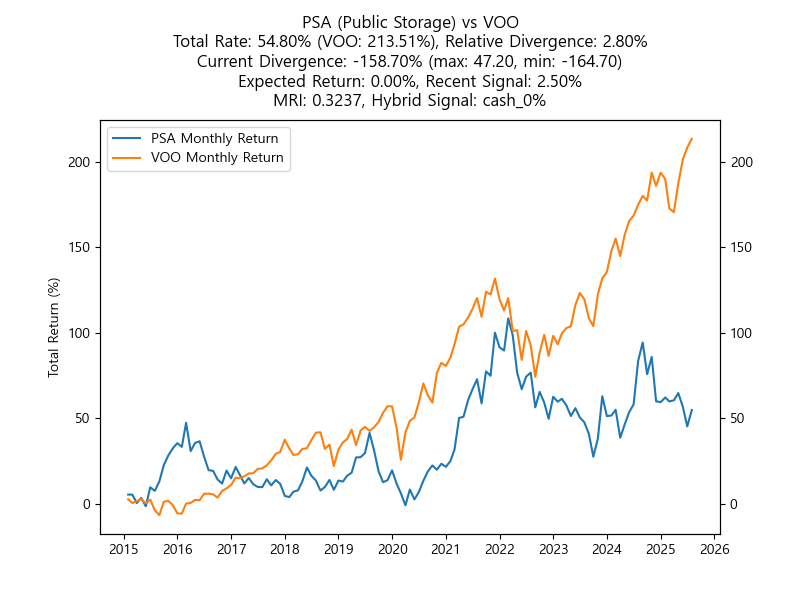 PSA (Public Storage) vs VOO
Total Rate: 54.80% (VOO: 213.51%), Relative Divergence: 2.80%
Current Divergence: -158.70% (max: 47.20, min: -164.70)
Expected Return: 0.00%, Recent Signal: 2.50%
MRI: 0.3237, Hybrid Signal: cash_0%
PSA Monthly Return
VOO Monthly Return
Total Return (%)
200
150
100
50
0
200
150
100
50
0
2015 2016 2017 2018 2019 2020 2021 2022 2023 2024 2025 2026